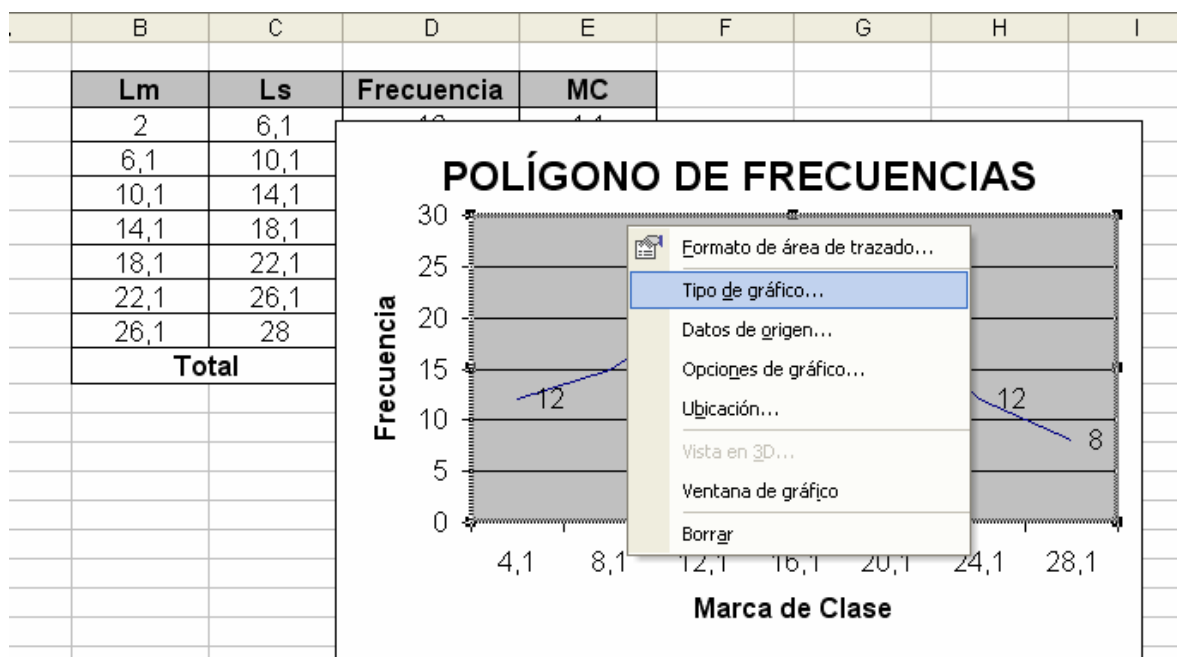 B C D E F G H I
Lm Ls Frecuencia MC
2 6,1
6,1 10,1
10,1 14,1
14,1 18,1
18,1 22,1
22,1 26,1
26,1 28
Total
POLÍGONO DE FRECUENCIAS
30
25
20
15
10
5
0
Frecuencia
12
12
8
Formato de área de trazado...
Tipo de gráfico...
Datos de origen...
Opciones de gráfico...
Ubicación...
Vista en 3D...
Ventana de gráfico
Borrar
4,1 8,1 12,1 16,1 20,1 24,1 28,1
Marca de Clase